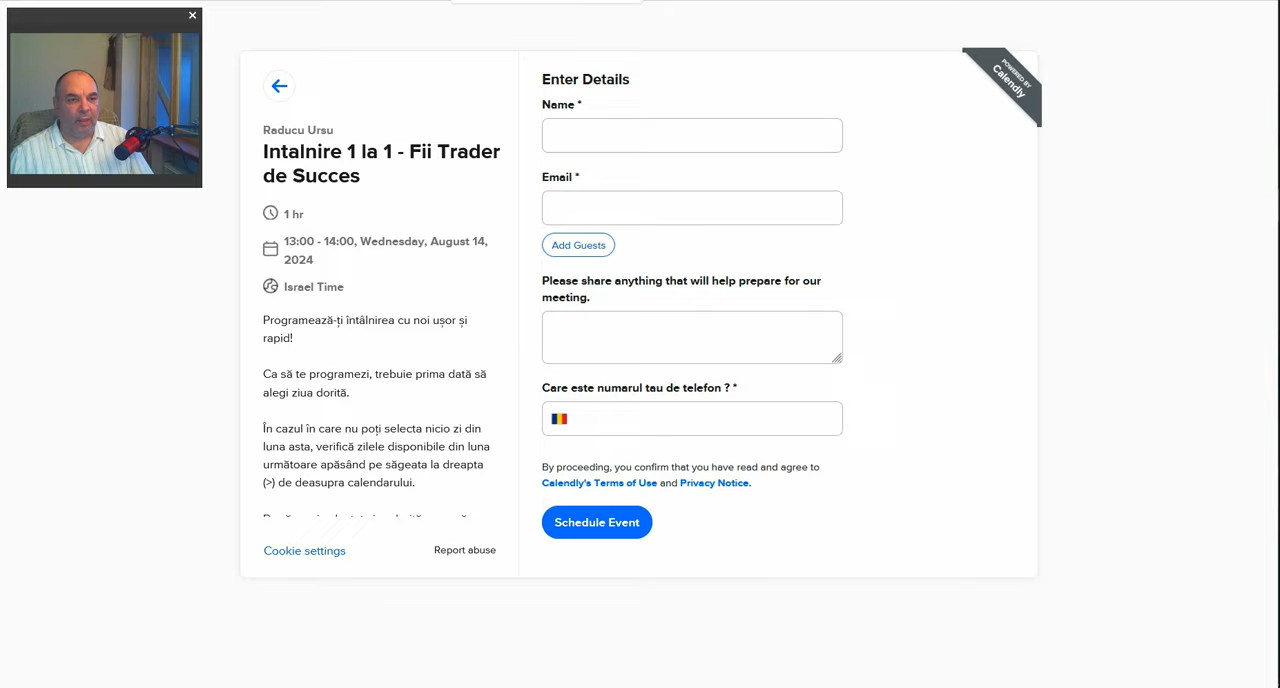 POWERED BY
Calendly
Raducu Ursu
Intalnire 1 la 1 - Fii Trader
de Succes
1 hr
13:00 - 14:00, Wednesday, August 14,
2024
Israel Time
Programează-ți întâlnirea cu noi ușor și
rapid!
Ca să te programezi, trebuie prima dată să
alegi ziua dorită.
În cazul în care nu poți selecta nicio zi din
luna asta, verifică zilele disponibile din luna
următoare apăsând pe săgeata la dreapta
(>) de deasupra calendarului.
Cookie settings
Report abuse
Enter Details
Name *
Email *
Add Guests
Please share anything that will help prepare for our
meeting.
Care este numarul tau de telefon ? *
By proceeding, you confirm that you have read and agree to
Calendly's Terms of Use and Privacy Notice.
Schedule Event